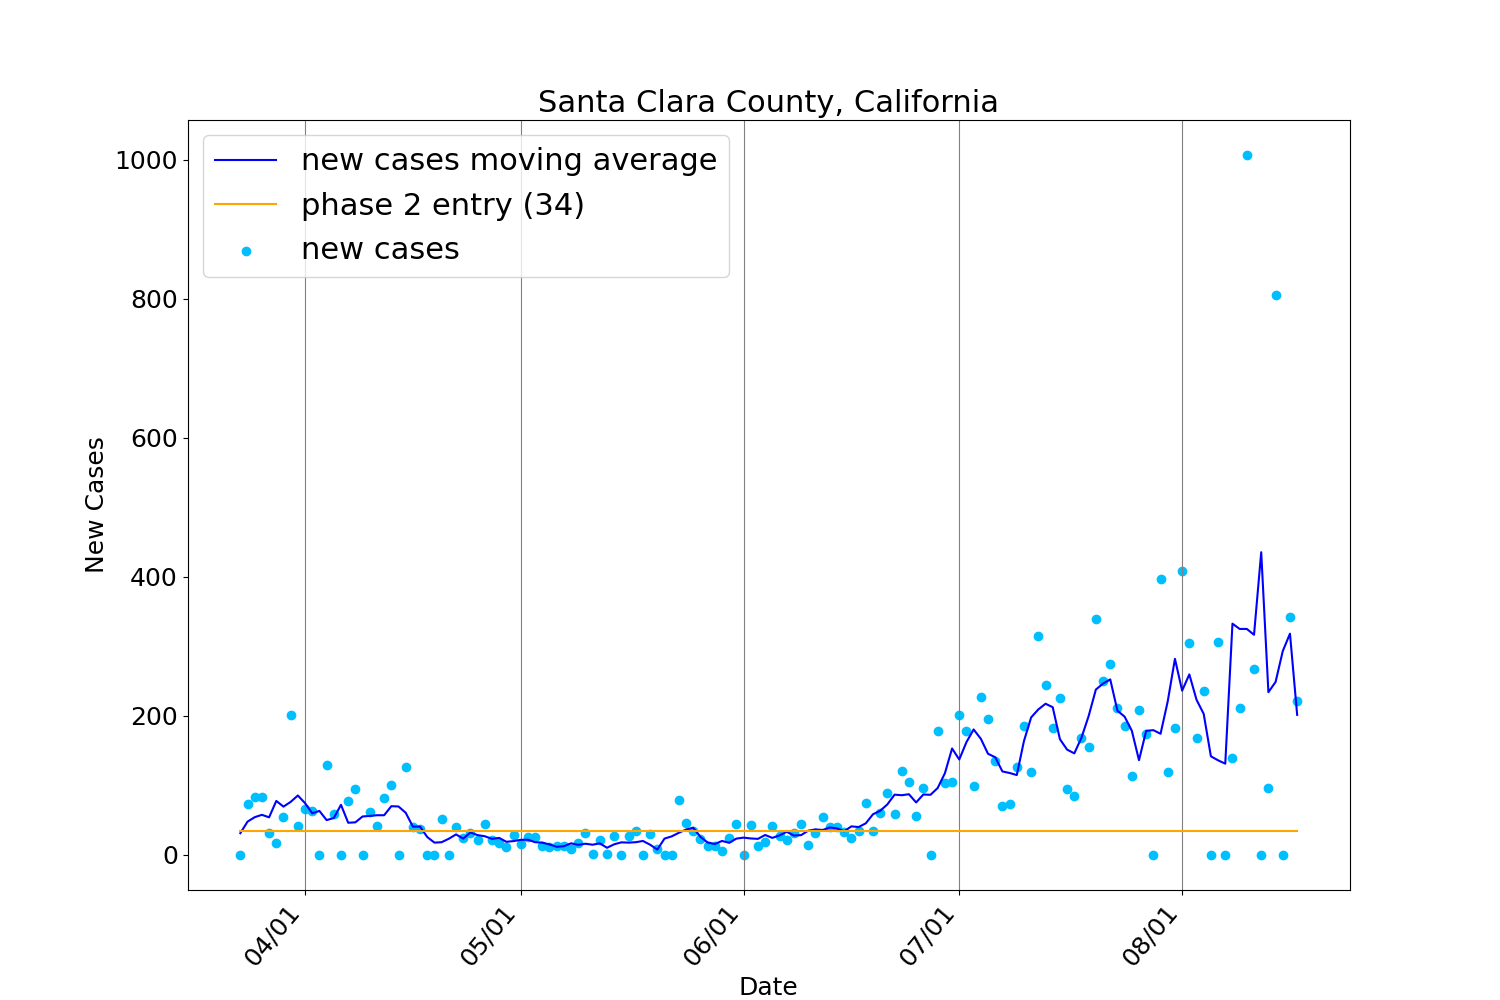 Santa Clara County, California
new cases moving average
phase 2 entry (34)
new cases
1000
800
600
400
200
0
New Cases
04/01
05/01
06/01
07/01
08/01
Date